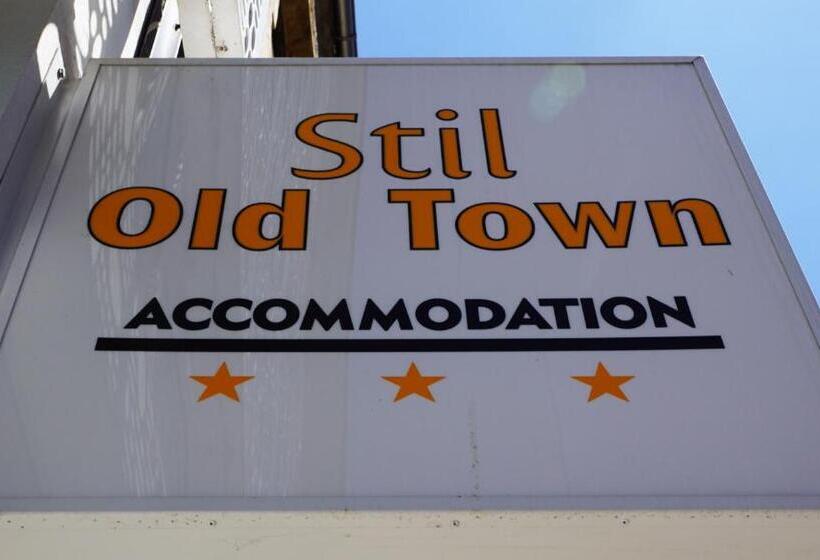 Stil
Old Town
ACCOMMODATION